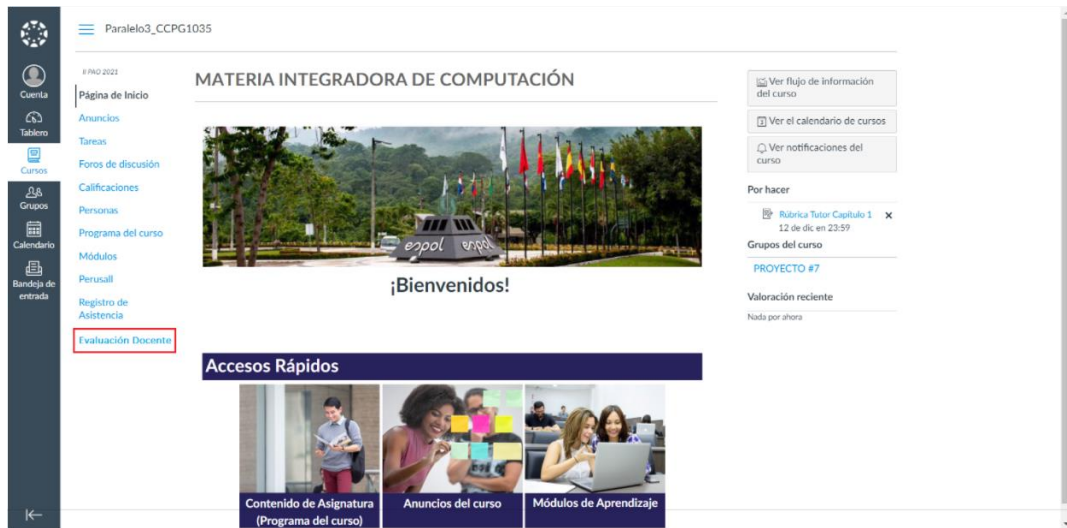 Paralelo3_CCPG1035
Cuenta
Tablero
Cursos
Grupos
Calendario
Bandeja de
entrada
II PAO 2021
Página de Inicio
Anuncios
Tareas
Foros de discusión
Calificaciones
Personas
Programa del curso
Módulos
Perusall
Registro de
Asistencia
Evaluación Docente
MATERIA INTEGRADORA DE COMPUTACIÓN
espol espol
¡Bienvenidos!
Accesos Rápidos
Contenido de Asignatura
(Programa del curso)
Anuncios del curso
Módulos de Aprendizaje
Ver flujo de información
del curso
Ver el calendario de cursos
Ver notificaciones del
curso
Por hacer
Rúbrica Tutor Capítulo 1
12 de dic en 23:59
Grupos del curso
PROYECTO #7
Valoración reciente
Nada por ahora